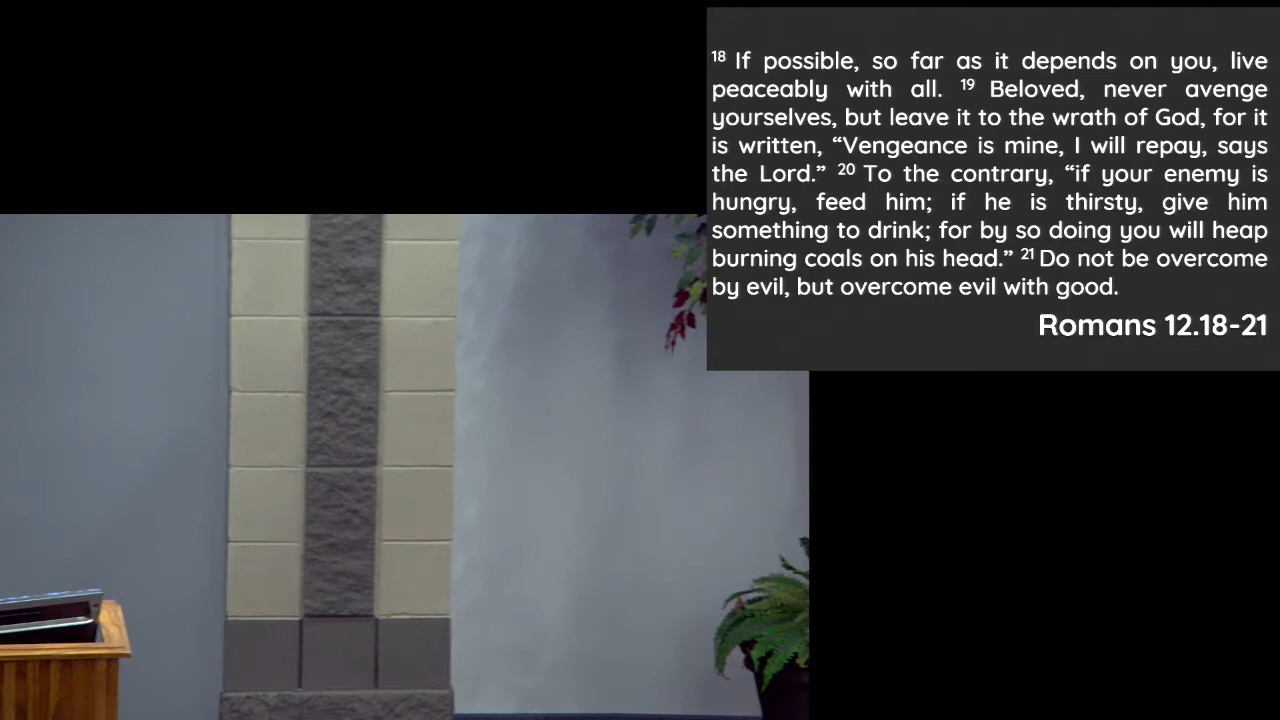 18 If possible, so far as it depends on you, live
peaceably with all. 19 Beloved, never avenge
yourselves, but leave it to the wrath of God, for it
is written, “Vengeance is mine, I will repay, says
the Lord.” 20 To the contrary, “if your enemy is
hungry, feed him; if he is thirsty, give him
something to drink; for by so doing you will heap
burning coals on his head.” 21 Do not be overcome
by evil, but overcome evil with good.
Romans 12.18-21